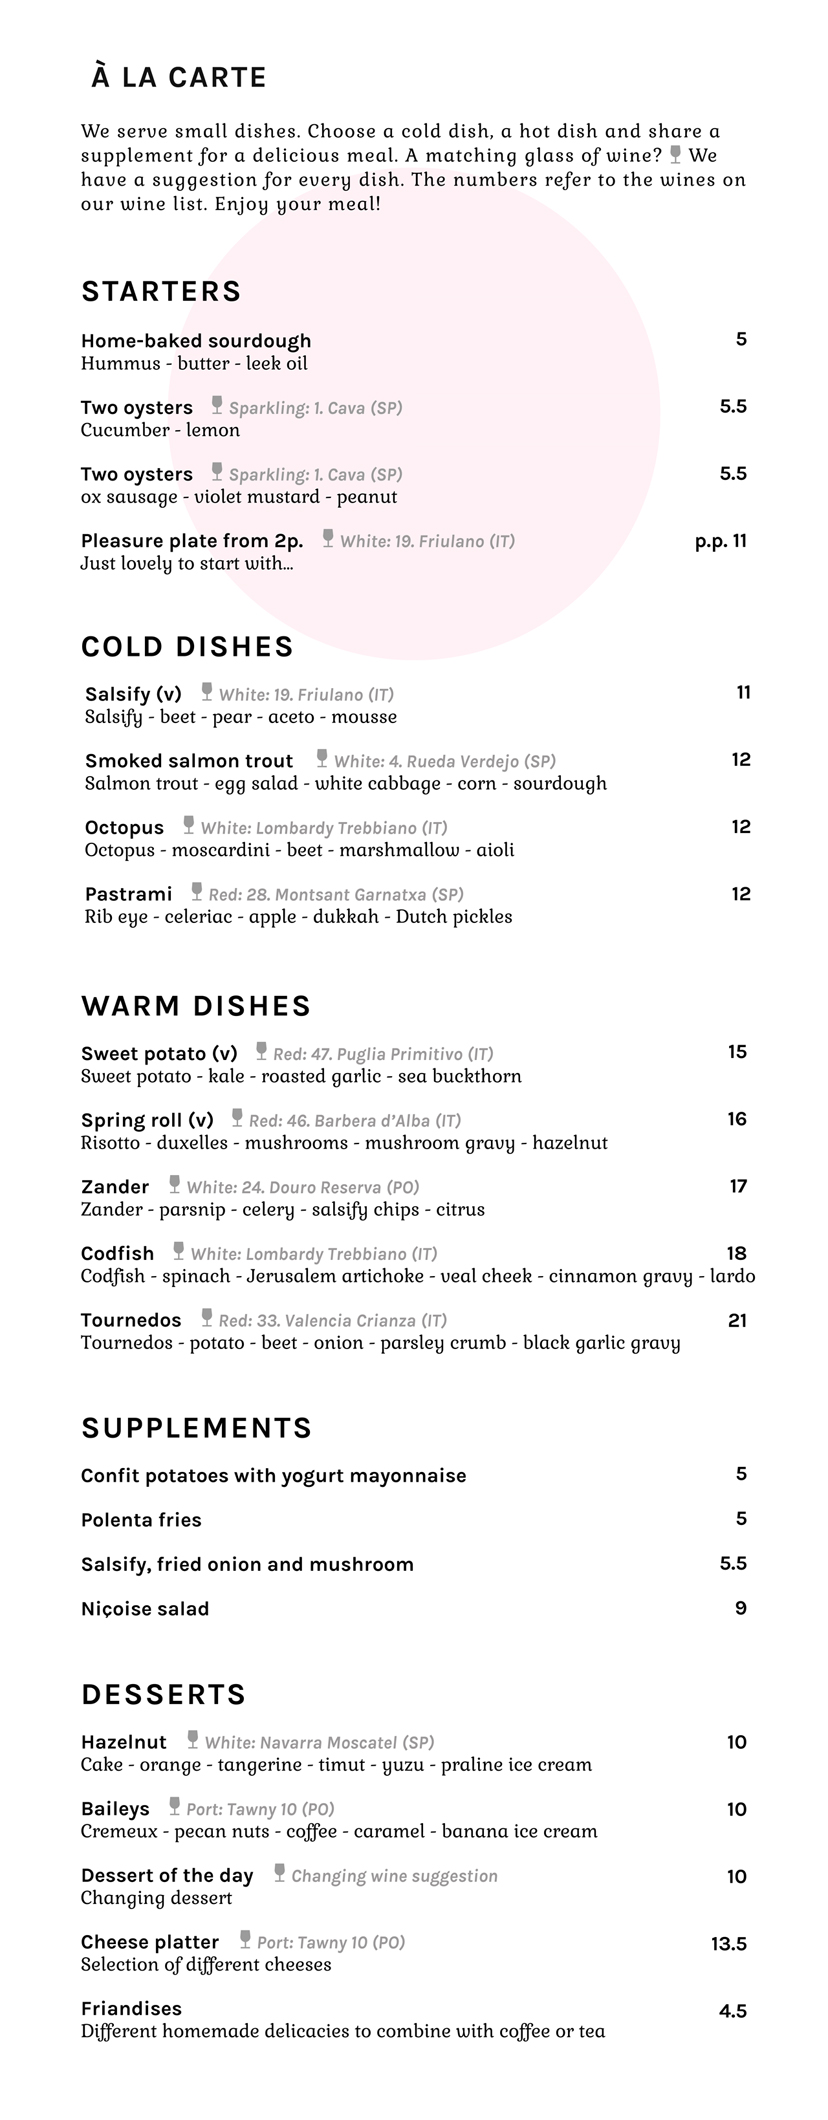 À LA CARTE
We serve small dishes. Choose a cold dish, a hot dish and share a
supplement for a delicious meal. A matching glass of wine? We
have a suggestion for every dish. The numbers refer to the wines on
our wine list. Enjoy your meal!
STARTERS
Home-baked sourdough 5
Hummus - butter - leek oil
Two oysters Sparkling: 1. Cava (SP) 5.5
Cucumber - lemon
Two oysters Sparkling: 1. Cava (SP) 5.5
ox sausage - violet mustard - peanut
Pleasure plate from 2p. White: 19. Friulano (IT) p.p. 11
Just lovely to start with...
COLD DISHES
Salsify (v) White: 19. Friulano (IT) 11
Salsify - beet - pear - aceto - mousse
Smoked salmon trout White: 4. Rueda Verdejo (SP) 12
Salmon trout - egg salad - white cabbage - corn - sourdough
Octopus White: Lombardy Trebbiano (IT) 12
Octopus - moscardini - beet - marshmallow - aioli
Pastrami Red: 28. Montsant Garnatxa (SP) 12
Rib eye - celeriac - apple - dukkah - Dutch pickles
WARM DISHES
Sweet potato (v) Red: 47. Puglia Primitivo (IT) 15
Sweet potato - kale - roasted garlic - sea buckthorn
Spring roll (v) Red: 46. Barbera d'Alba (IT) 16
Risotto - duxelles - mushrooms - mushroom gravy - hazelnut
Zander White: 24. Douro Reserva (PO) 17
Zander - parsnip - celery - salsify chips - citrus
Codfish White: Lombardy Trebbiano (IT) 18
Codfish - spinach - Jerusalem artichoke - veal cheek - cinnamon gravy - lardo
Tournedos Red: 33. Valencia Crianza (IT) 21
Tournedos - potato - beet - onion - parsley crumb - black garlic gravy
SUPPLEMENTS
Confit potatoes with yogurt mayonnaise 5
Polenta fries 5
Salsify, fried onion and mushroom 5.5
Niçoise salad 9
DESSERTS
Hazelnut White: Navarra Moscatel (SP) 10
Cake - orange - tangerine - timut - yuzu - praline ice cream
Baileys Port: Tawny 10 (PO) 10
Cremeux - pecan nuts - coffee - caramel - banana ice cream
Dessert of the day Changing wine suggestion 10
Changing dessert
Cheese platter Port: Tawny 10 (PO) 13.5
Selection of different cheeses
Friandises 4.5
Different homemade delicacies to combine with coffee or tea